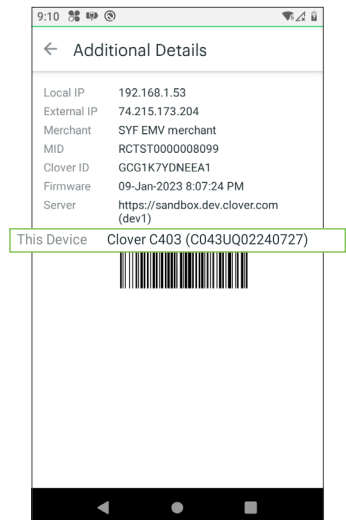 9:10
← Additional Details
Local IP 192.168.1.53
External IP 74.215.173.204
Merchant SYF EMV merchant
MID RCTST0000008099
Clover ID GCG1K7YDNEEA1
Firmware 09-Jan-2023 8:07:24 PM
Server https://sandbox.dev.clover.com
(dev1)
This Device Clover C403 (C043UQ02240727)